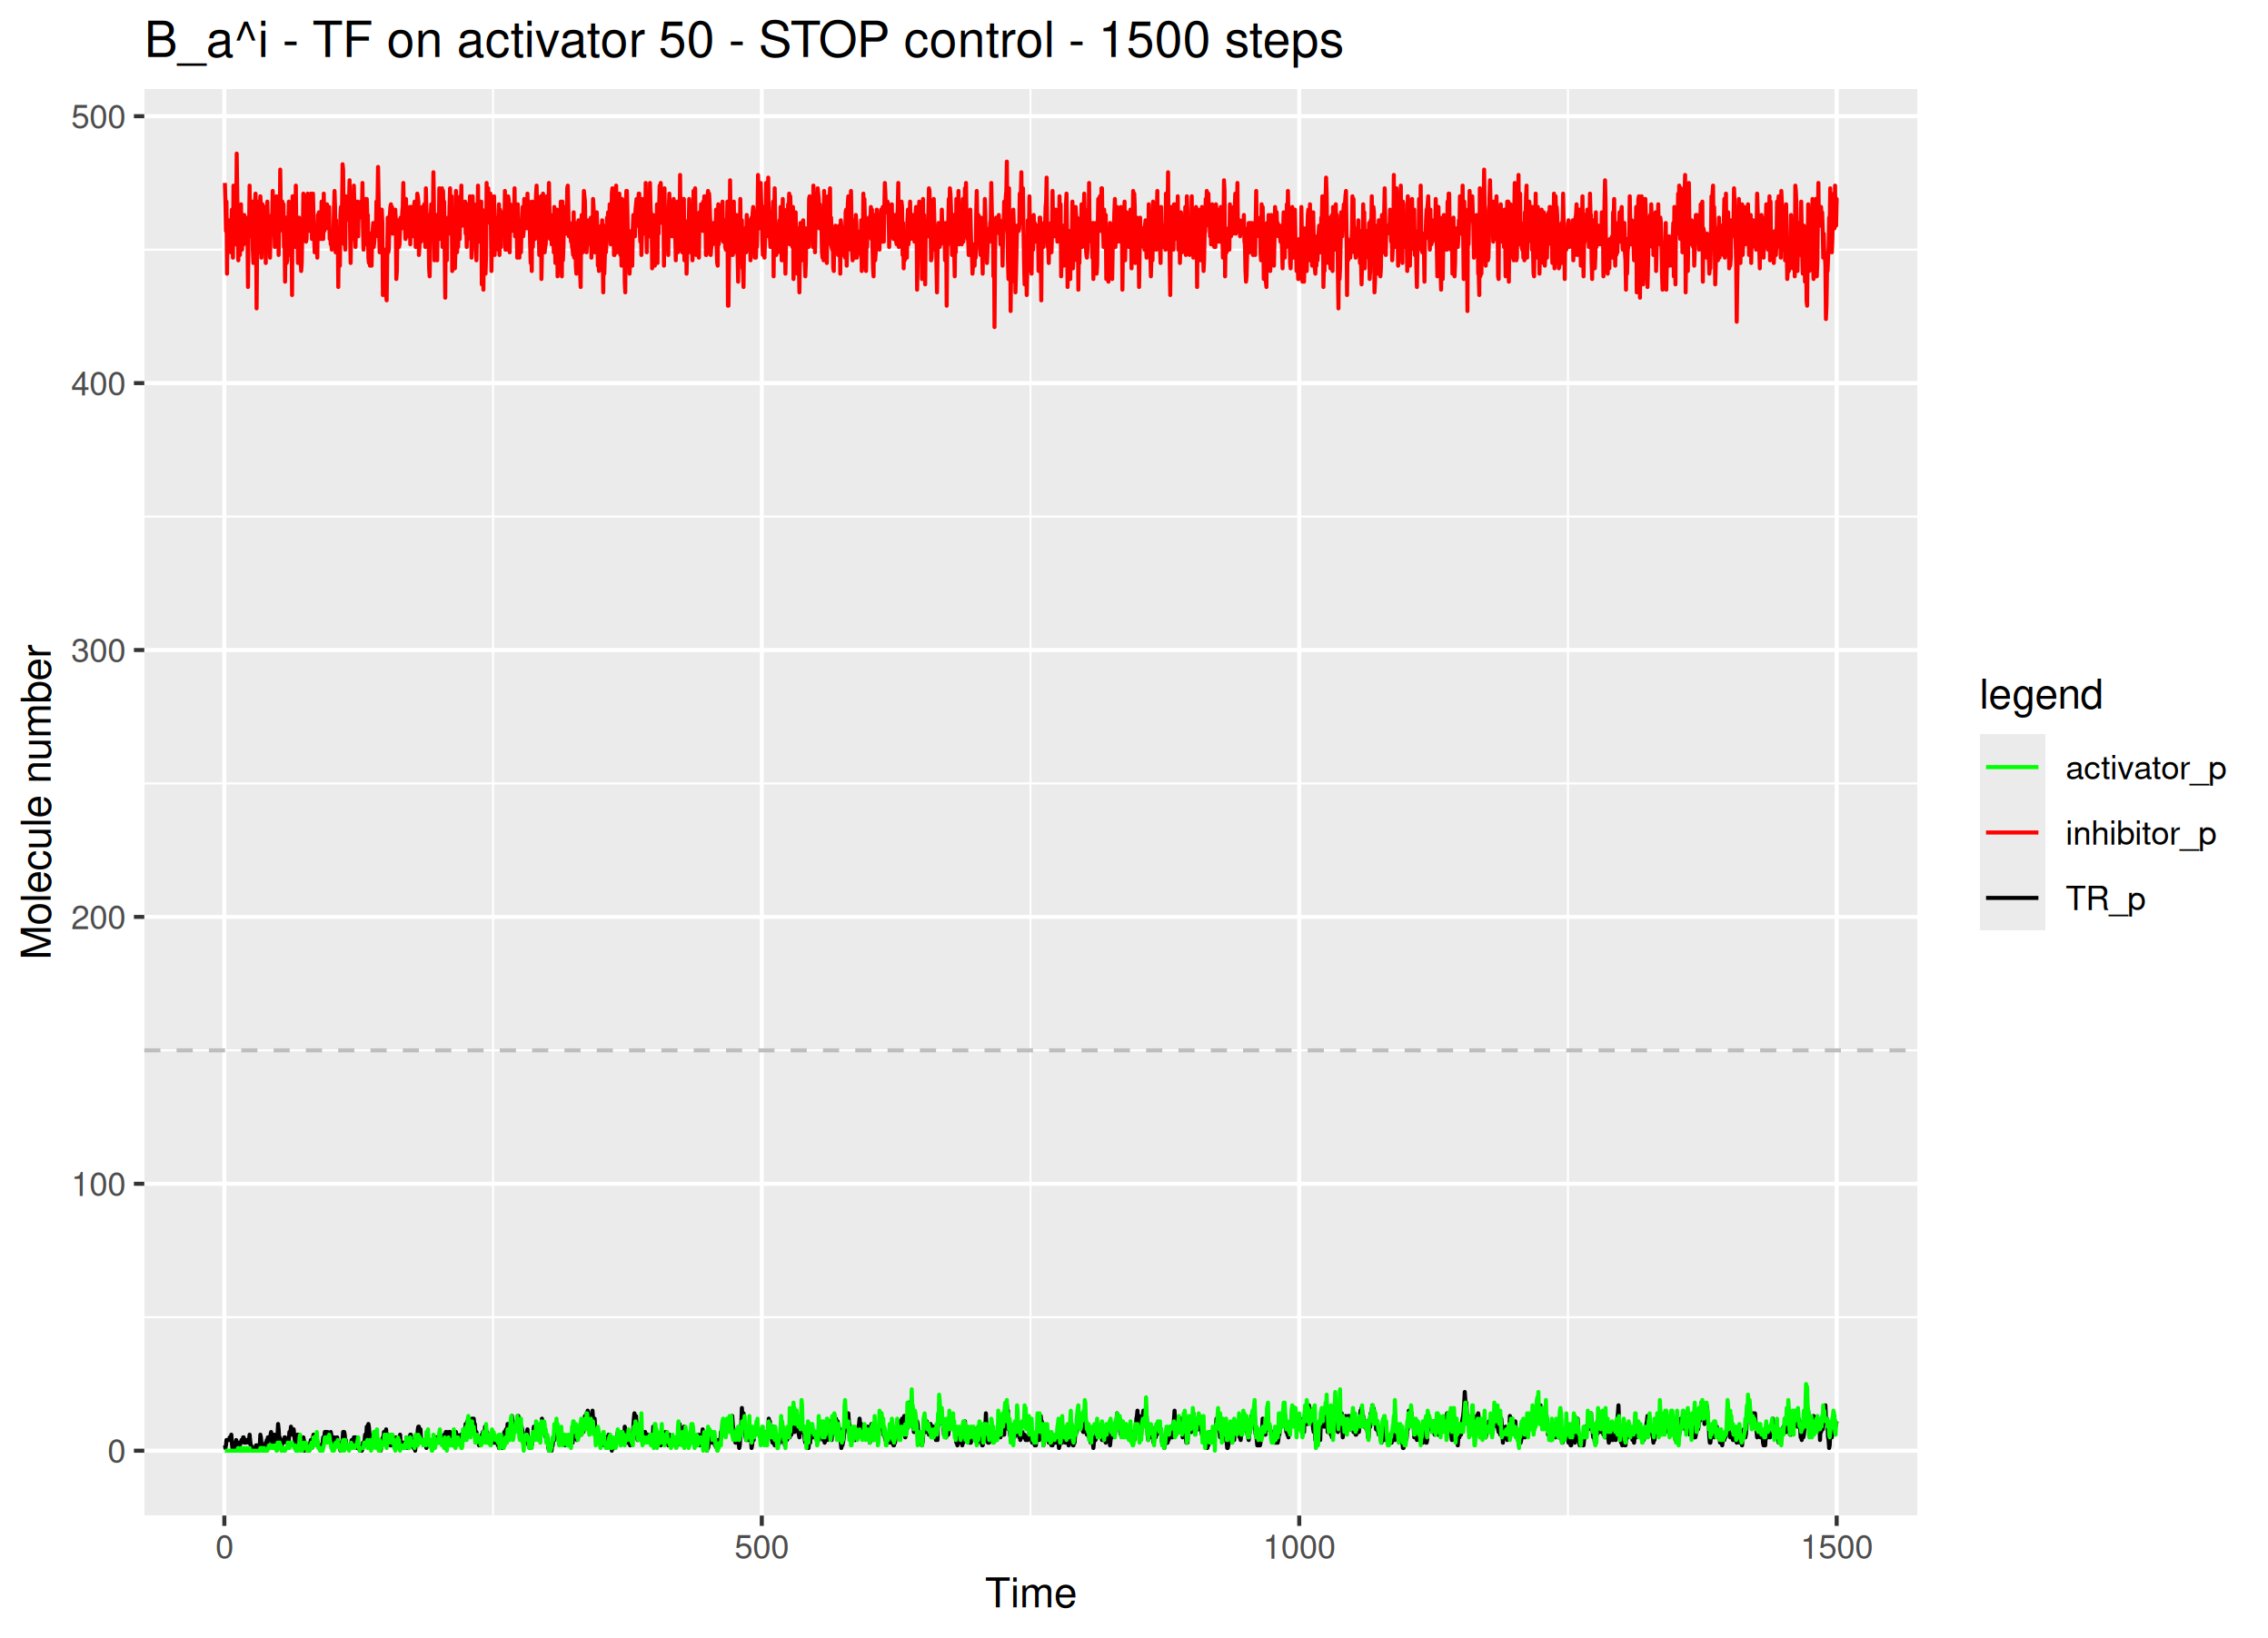 B_a^i - TF on activator 50 - STOP control - 1500 steps
500
400
300
200
100
0
Molecule number
0
500
1000
1500
Time
legend
activator_p
inhibitor_p
TR_p